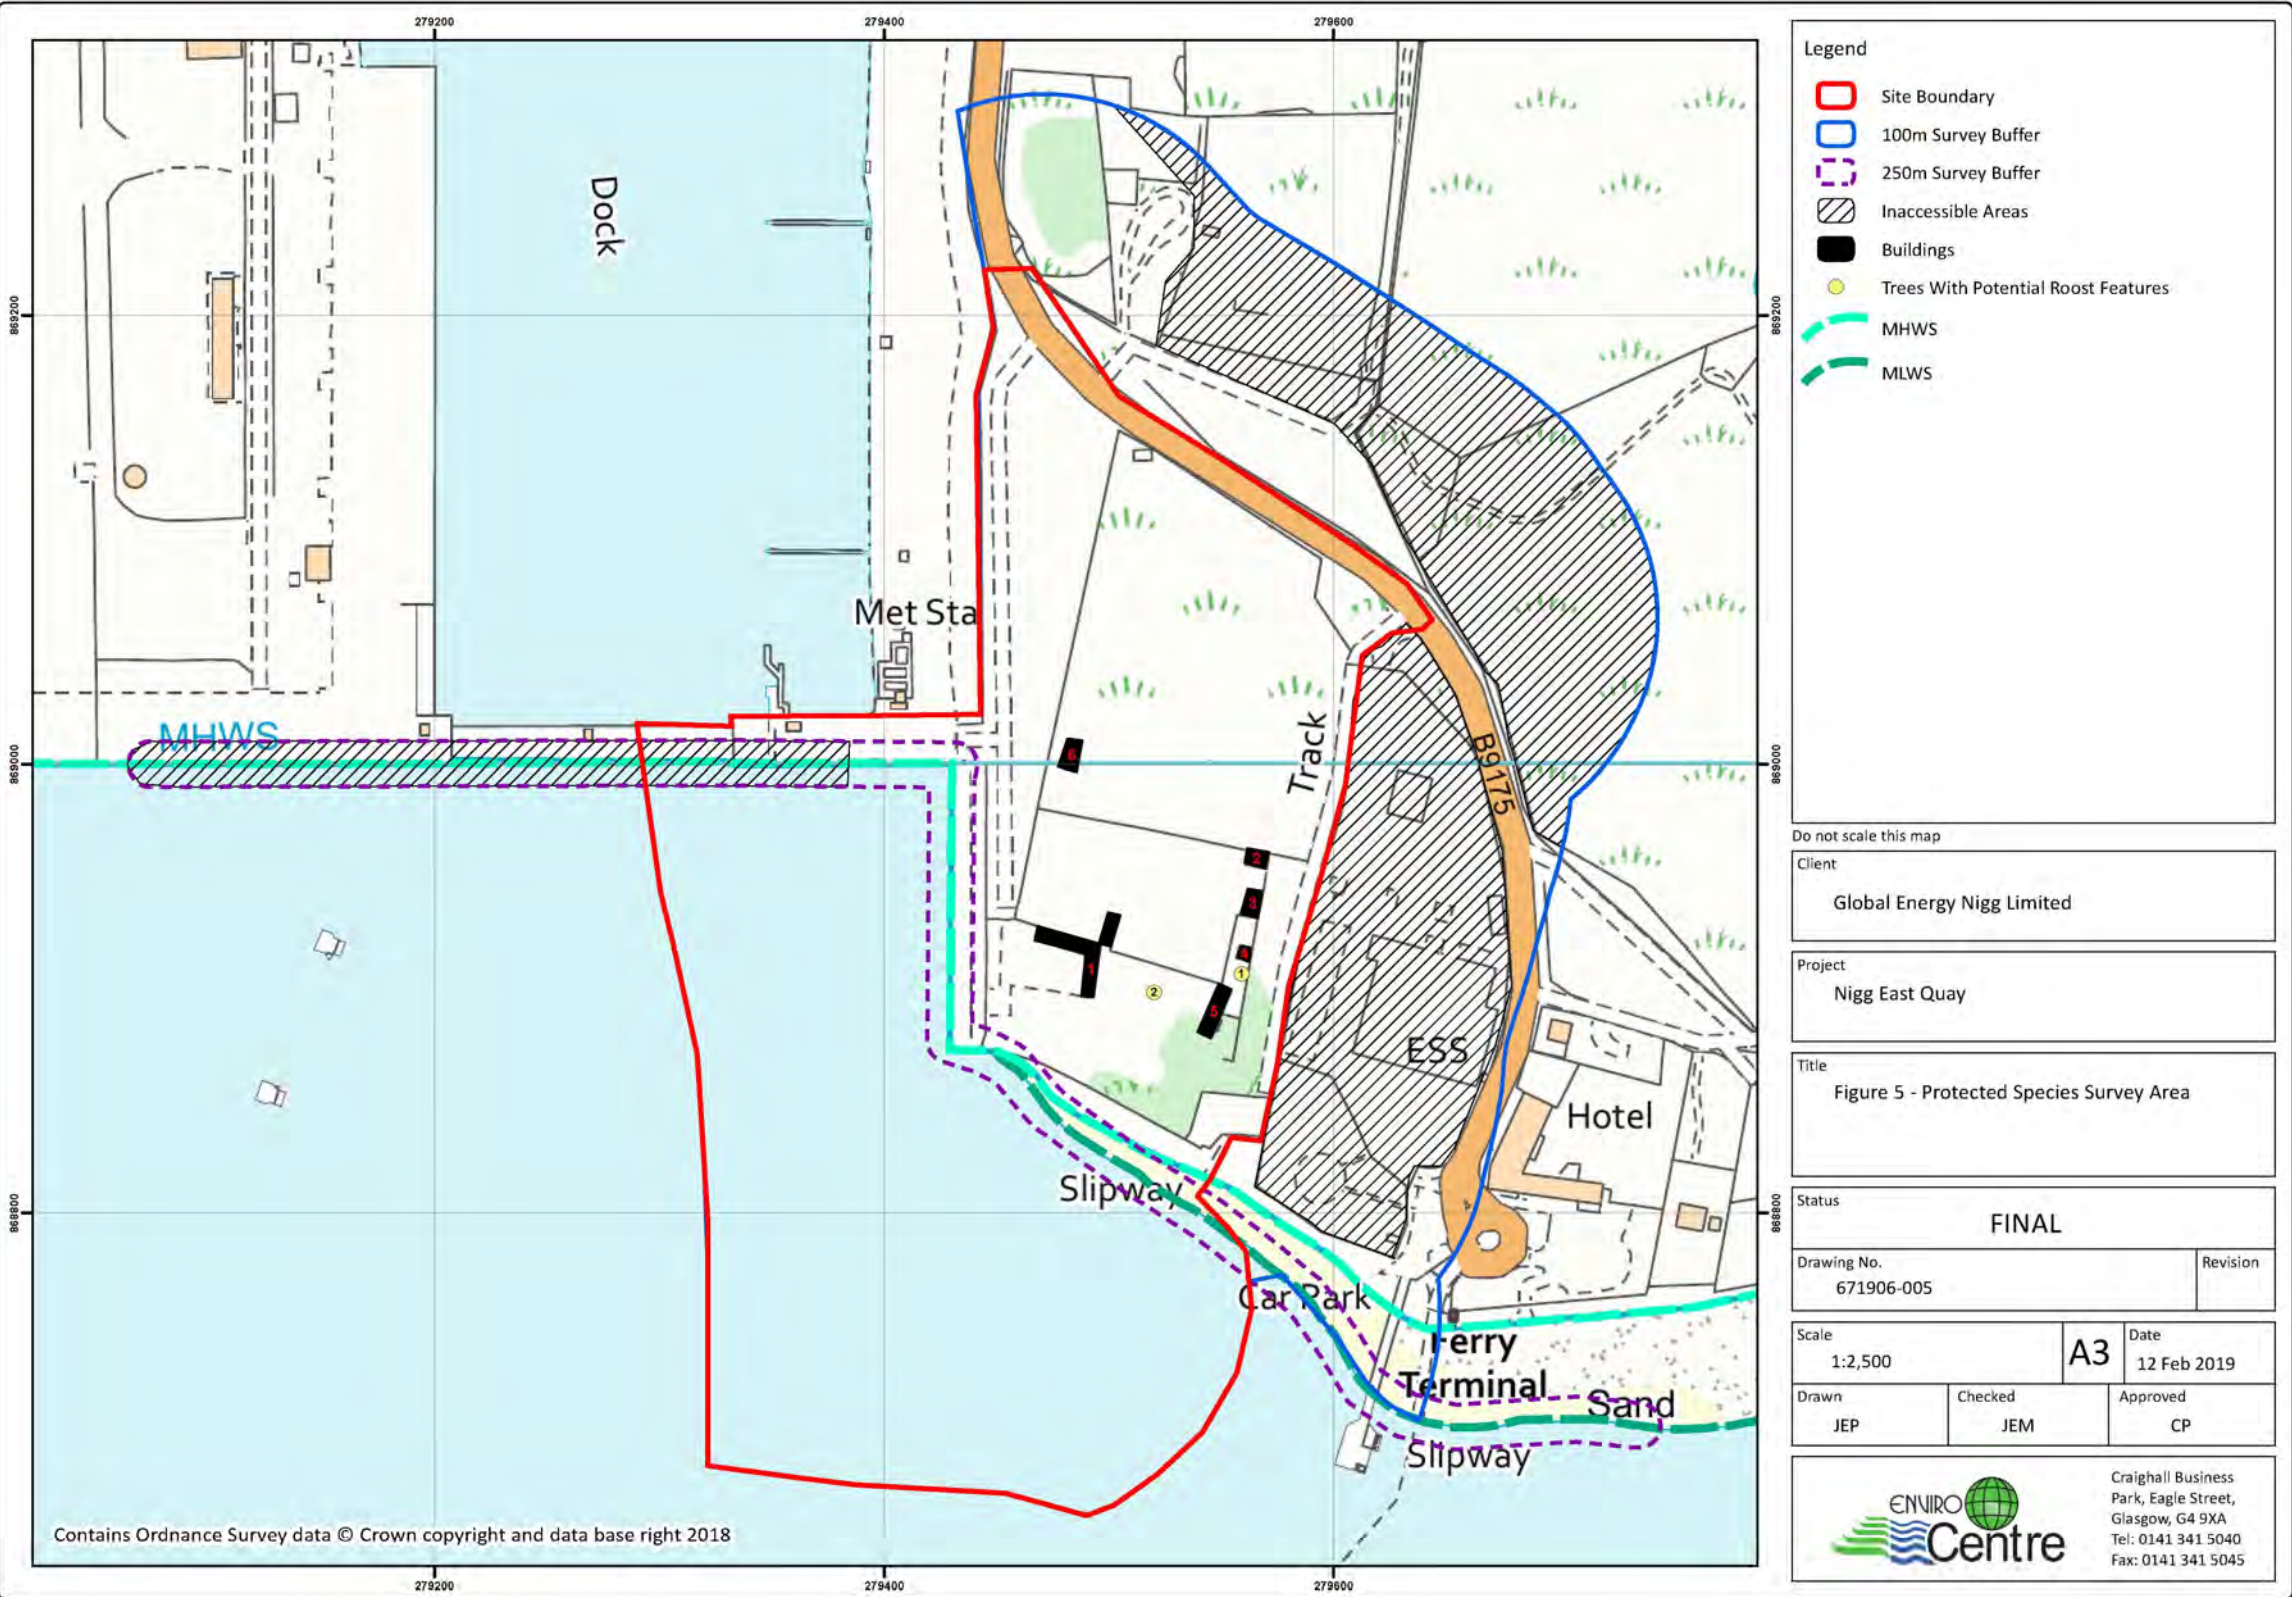 279200
279400
279600
869200
869000
868800
869200
869000
868800
279200
279400
279600
Dock
Met Sta
MHWS
Track
B9175
6
2
3
4
1
1
2
5
ESS
Hotel
Slipway
Car Park
Ferry
Terminal
Sand
Slipway
Contains Ordnance Survey data © Crown copyright and data base right 2018
Legend
Site Boundary
100m Survey Buffer
250m Survey Buffer
Inaccessible Areas
Buildings
Trees With Potential Roost Features
MHWS
MLWS
Do not scale this map
Client
Global Energy Nigg Limited
Project
Nigg East Quay
Title
Figure 5 - Protected Species Survey Area
Status
FINAL
Drawing No.
Revision
671906-005
Scale
1:2,500
A3
Date
12 Feb 2019
Drawn
JEP
Checked
JEM
Approved
CP
ENVIRO
Centre
Craighall Business
Park, Eagle Street,
Glasgow, G4 9XA
Tel: 0141 341 5040
Fax: 0141 341 5045